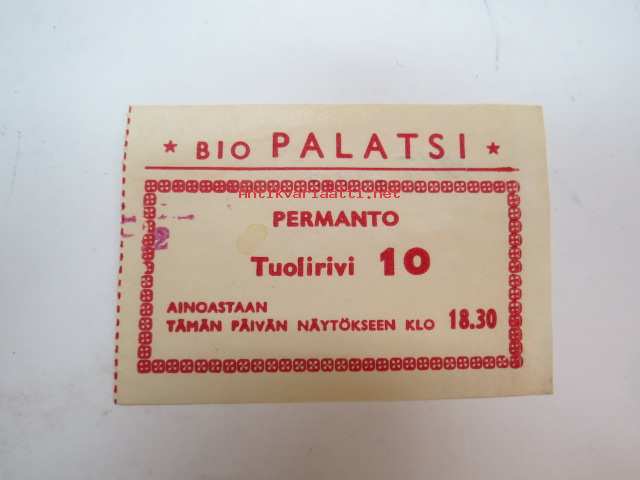 ★ BIO PALATSI ★
Antikvariaatti.net
PERMANTO
Tuolirivi 10
AINOASTAAN
TÄMÄN PÄIVÄN NÄYTÖKSEEN KLO 18.30